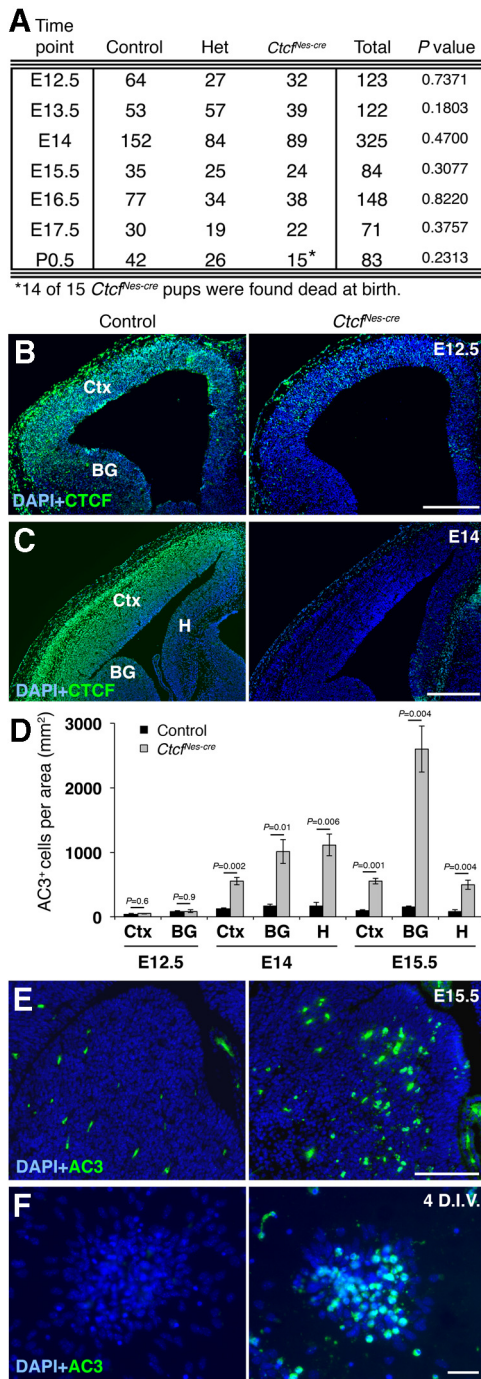 A
Time point Control Het Ctcf^Nes-cre Total P value
E12.5 64 27 32 123 0.7371
E13.5 53 57 39 122 0.1803
E14 152 84 89 325 0.4700
E15.5 35 25 24 84 0.3077
E16.5 77 34 38 148 0.8220
E17.5 30 19 22 71 0.3757
P0.5 42 26 15* 83 0.2313
*14 of 15 Ctcf^Nes-cre pups were found dead at birth.
Control Ctcf^Nes-cre
B E12.5
Ctx
BG
DAPI+CTCF
C E14
Ctx
H
BG
DAPI+CTCF
D
AC3+ cells per area (mm²)
3000
2000
1000
0
Control
Ctcf^Nes-cre
P=0.6 P=0.9 P=0.002 P=0.01 P=0.006 P=0.001 P=0.004 P=0.004
Ctx BG Ctx BG H Ctx BG H
E12.5 E14 E15.5
E E15.5
DAPI+AC3
F 4 D.I.V.
DAPI+AC3